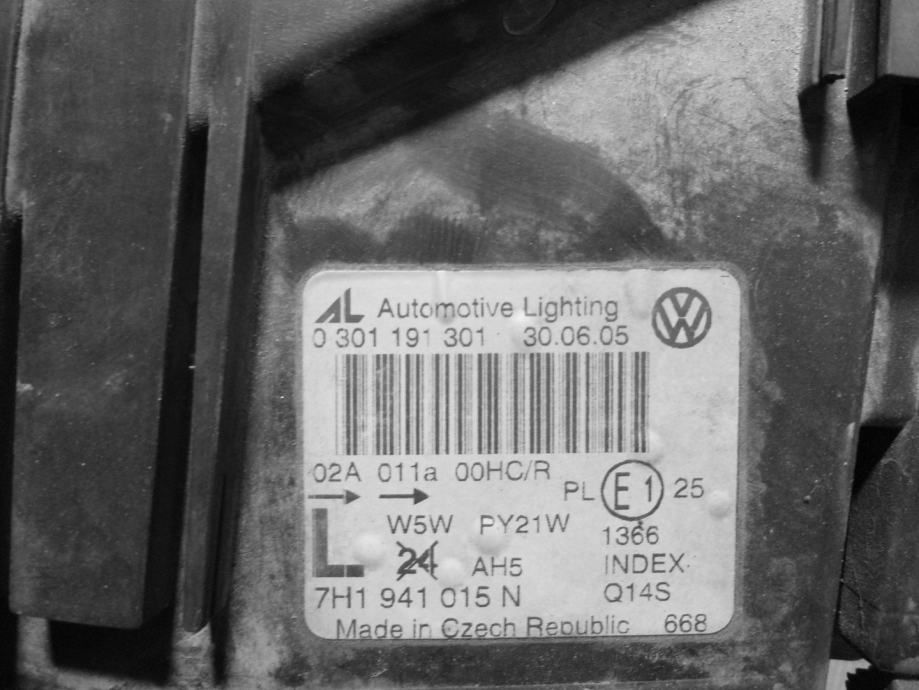 AL Automotive Lighting
0 301 191 301 30.06.05
02A 011a 00HC/R
PL E1 25
W5W PY21W 1366
L 24 AH5 INDEX
7H1 941 015 N Q14S
Made in Czech Republic 668